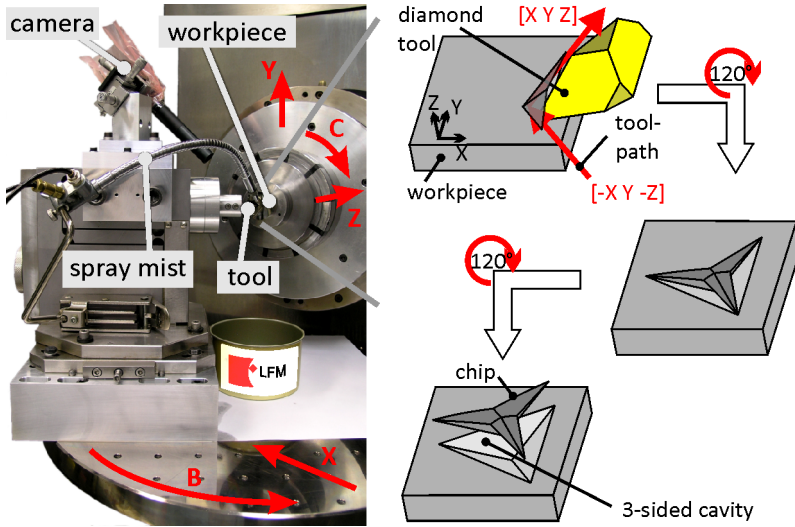 camera
workpiece
Y
C
Z
spray mist
tool
LFM
B
X
diamond
tool
[X Y Z]
120°
Z
Y
X
tool-
path
workpiece
[-X Y -Z]
120°
chip
3-sided cavity